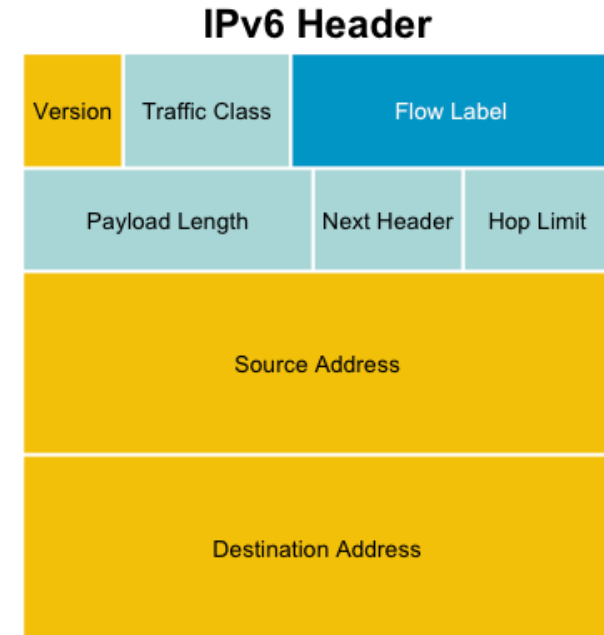 IPv6 Header
Version Traffic Class Flow Label
Payload Length Next Header Hop Limit
Source Address
Destination Address